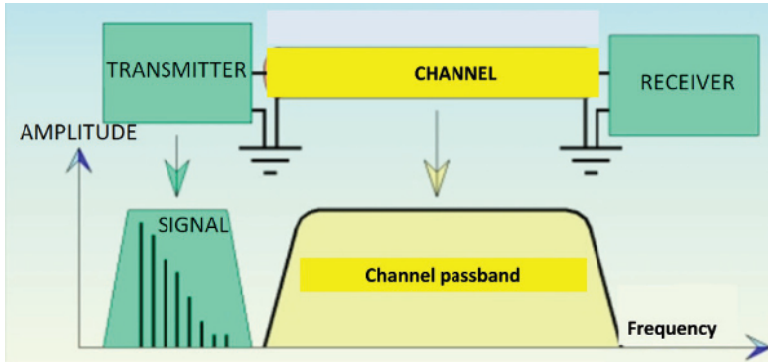 TRANSMITTER
CHANNEL
RECEIVER
AMPLITUDE
SIGNAL
Channel passband
Frequency